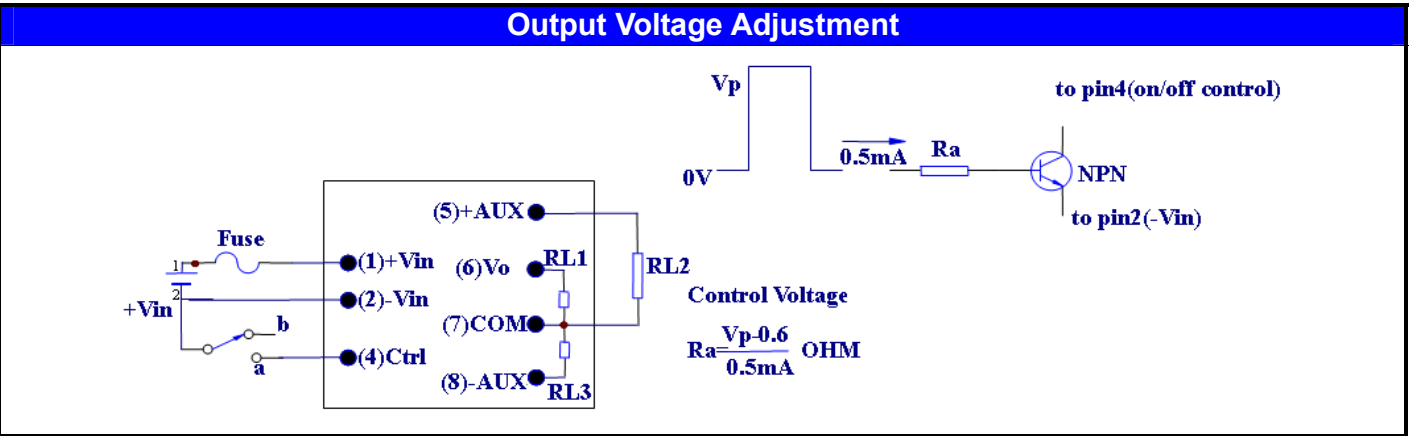 Output Voltage Adjustment
Vp
to pin4(on/off control)
0.5mA
Ra
0V
NPN
to pin2(-Vin)
(5)+AUX
Fuse
1
(1)+Vin
(6)Vo
RL1
RL2
2
(2)-Vin
Control Voltage
+Vin
b
(7)COM
Ra=
Vp-0.6
OHM
0.5mA
a
(4)Ctrl
(8)-AUX
RL3